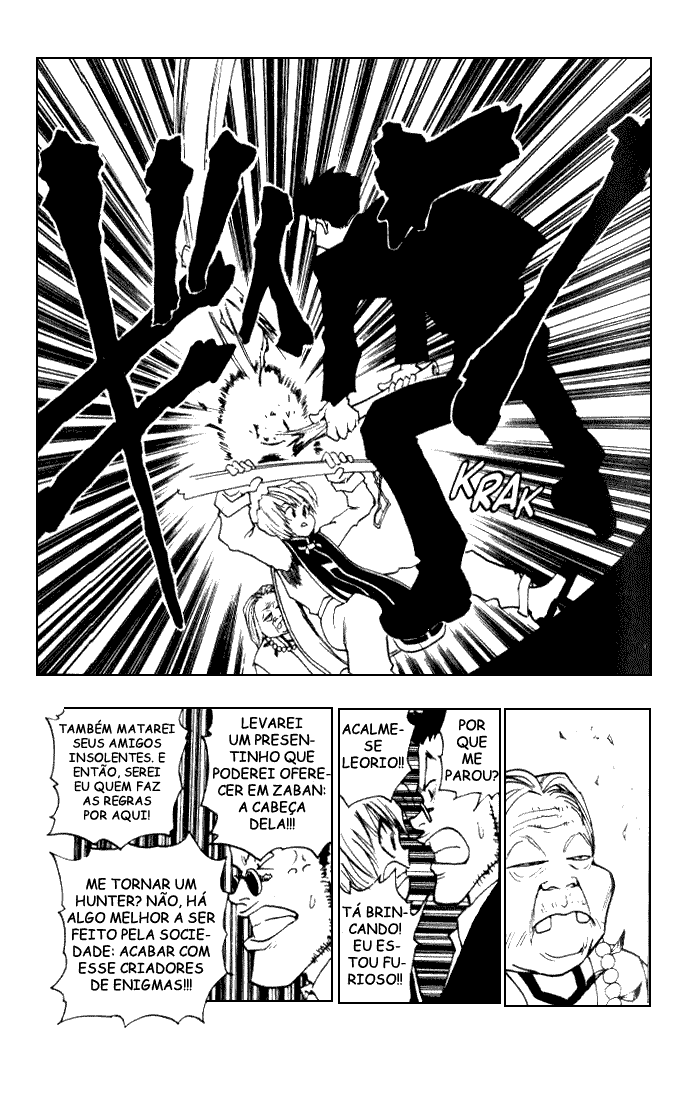 KRAK
POR
QUE
ME
PAROU?
ACALME-
SE
LEORIO!!
TÁ BRIN-
CANDO!
EU ES-
TOU FU-
RIOSO!!
LEVAREI
UM PRESEN-
TINHO QUE
PODEREI OFERE-
CER EM ZABAN:
A CABEÇA
DELA!!!
TAMBÉM MATAREI
SEUS AMIGOS
INSOLENTES. E
ENTÃO, SEREI
EU QUEM FAZ
AS REGRAS
POR AQUI!
ME TORNAR UM
HUNTER? NÃO, HÁ
ALGO MELHOR A SER
FEITO PELA SOCIE-
DADE: ACABAR COM
ESSE CRIADORES
DE ENIGMAS!!!